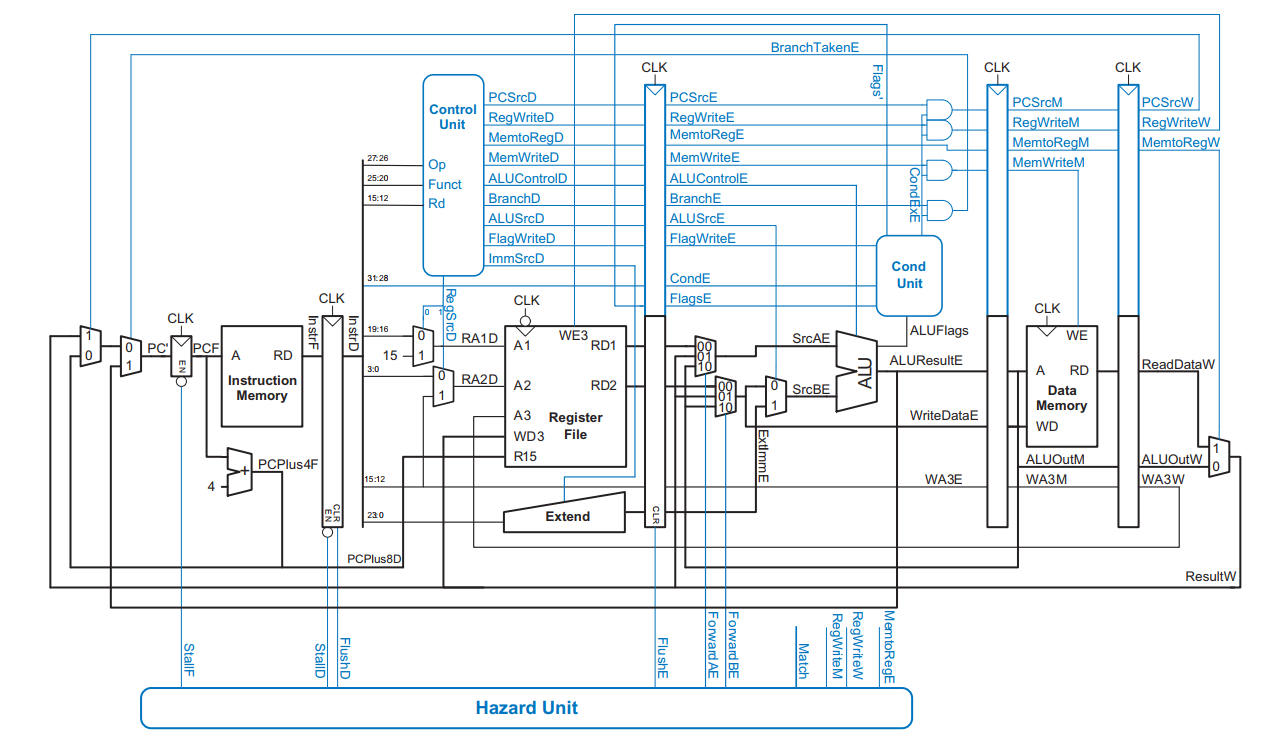 BranchTakenE
CLK
CLK
CLK
Flags'
Control
Unit
PCSrcD
PCSrcE
PCSrcM
PCSrcW
RegWriteD
RegWriteE
RegWriteM
RegWriteW
MemtoRegD
MemtoRegE
MemtoRegM
MemtoRegW
27:26
Op
MemWriteD
MemWriteE
MemWriteM
25:20
Funct
ALUControlD
ALUControlE
CondExE
15:12
Rd
BranchD
BranchE
ALUSrcD
ALUSrcE
FlagWriteD
FlagWriteE
ImmSrcD
Cond
Unit
31:28
CondE
FlagsE
RegSrcD
0 1
CLK
CLK
CLK
CLK
InstrF
InstrD
19:16
0
1
15
RA1D
A1
WE3
RD1
00
01
10
SrcAE
ALU
ALUFlags
WE
1
0
0
1
PC'
PCF
EN
A
RD
Instruction
Memory
3:0
0
1
RA2D
A2
RD2
00
01
10
0
1
SrcBE
ALUResultE
A
RD
Data
Memory
WD
ReadDataW
A3
Register
File
WD3
R15
WriteDataE
ExtImmE
PCPlus4F
+
4
ALUOutM
ALUOutW
1
0
15:12
WA3E
WA3M
WA3W
EN
CLR
23:0
Extend
CLR
PCPlus8D
ResultW
StallF
StallD
FlushD
FlushE
ForwardAE
ForwardBE
Match
RegWriteM
RegWriteW
MemtoRegE
Hazard Unit